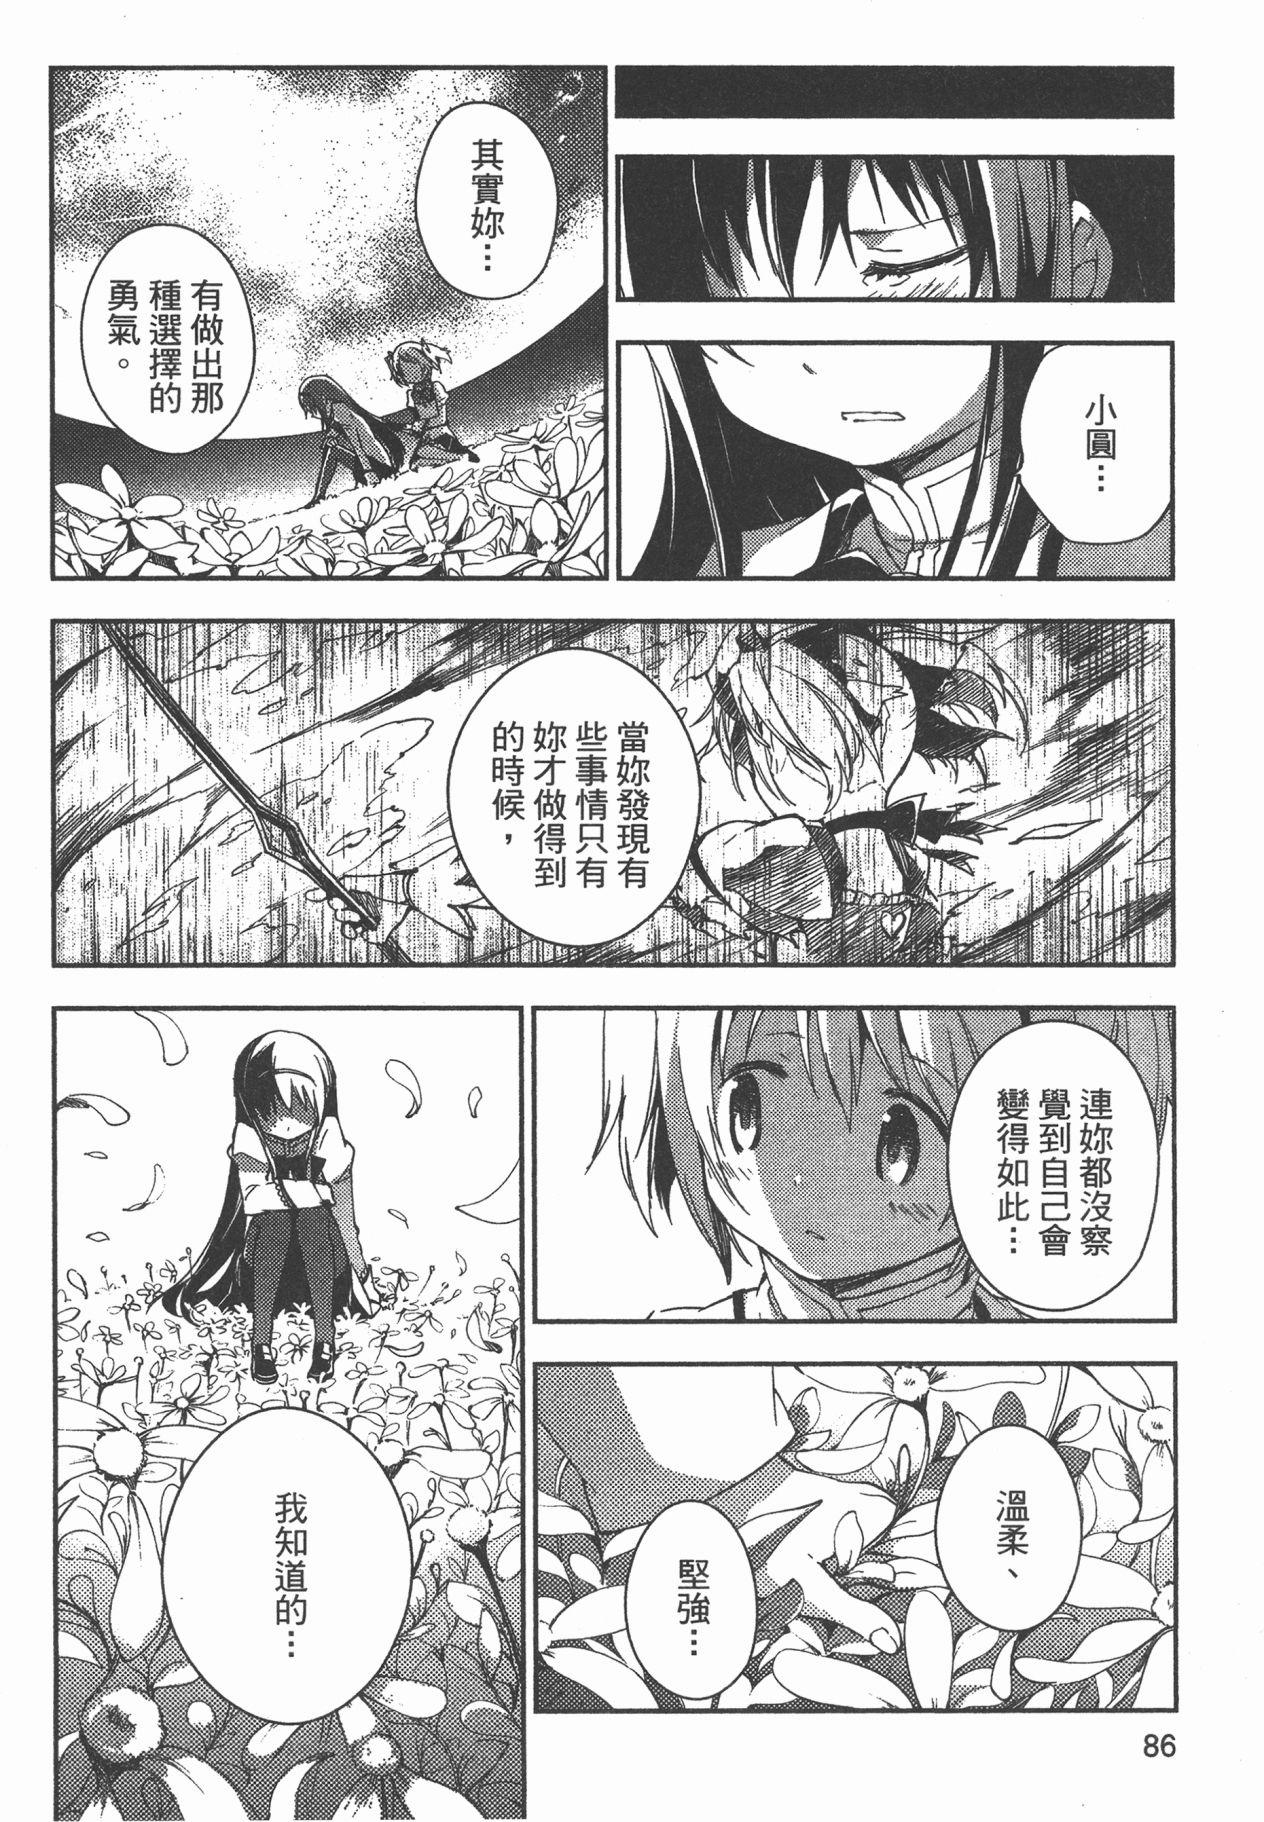 小圓…
其實妳…
有做出那
種選擇的
勇氣。
當妳發現有
些事情只有
妳才做得到
的時候，
連妳都沒察
覺到自己會
變得如此…
溫柔、
堅強…
我知道的…
86